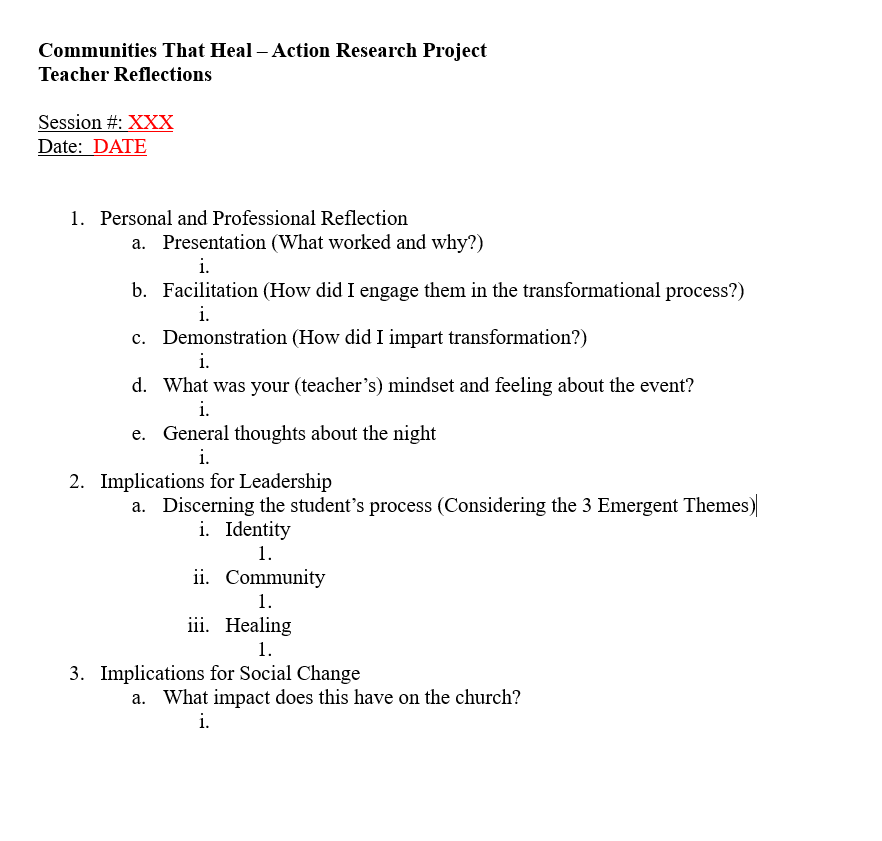 Communities That Heal – Action Research Project
Teacher Reflections
Session #: XXX
Date: DATE
1. Personal and Professional Reflection
a. Presentation (What worked and why?)
i.
b. Facilitation (How did I engage them in the transformational process?)
i.
c. Demonstration (How did I impart transformation?)
i.
d. What was your (teacher’s) mindset and feeling about the event?
i.
e. General thoughts about the night
i.
2. Implications for Leadership
a. Discerning the student’s process (Considering the 3 Emergent Themes)
i. Identity
1.
ii. Community
1.
iii. Healing
1.
3. Implications for Social Change
a. What impact does this have on the church?
i.